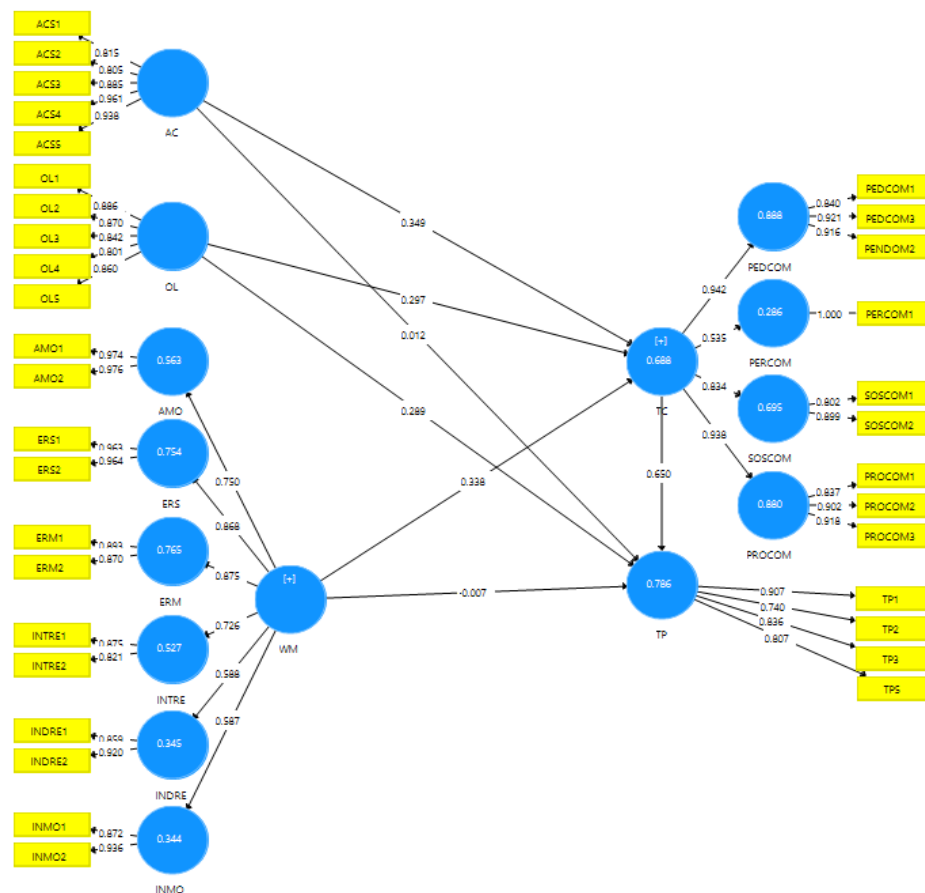 ACS1
ACS2
ACS3
ACS4
ACS5
0.815
0.805
0.885
0.961
0.938
AC
OL1
OL2
OL3
OL4
OL5
0.886
0.870
0.842
0.801
0.860
OL
AMO1
AMO2
0.974
0.976
0.563
AMO
ERS1
ERS2
0.963
0.964
0.754
ERS
ERM1
ERM2
0.893
0.870
0.765
ERM
INTRE1
INTRE2
0.875
0.821
0.527
INTRE
INDRE1
INDRE2
0.859
0.920
0.345
INDRE
INMO1
INMO2
0.872
0.936
0.344
INMO
0.750
0.868
0.875
0.726
0.588
0.587
[+]
WM
0.349
0.297
0.012
0.289
0.338
-0.007
[+]
0.688
TC
0.650
0.942
0.535
0.834
0.938
0.888
PEDCOM
0.840
0.921
0.916
PEDCOM1
PEDCOM3
PENDOM2
0.286
PERCOM
1.000
PERCOM1
0.695
SOSCOM
0.802
0.899
SOSCOM1
SOSCOM2
0.880
PROCOM
0.837
0.902
0.918
PROCOM1
PROCOM2
PROCOM3
0.786
TP
0.907
0.740
0.836
0.807
TP1
TP2
TP3
TP5